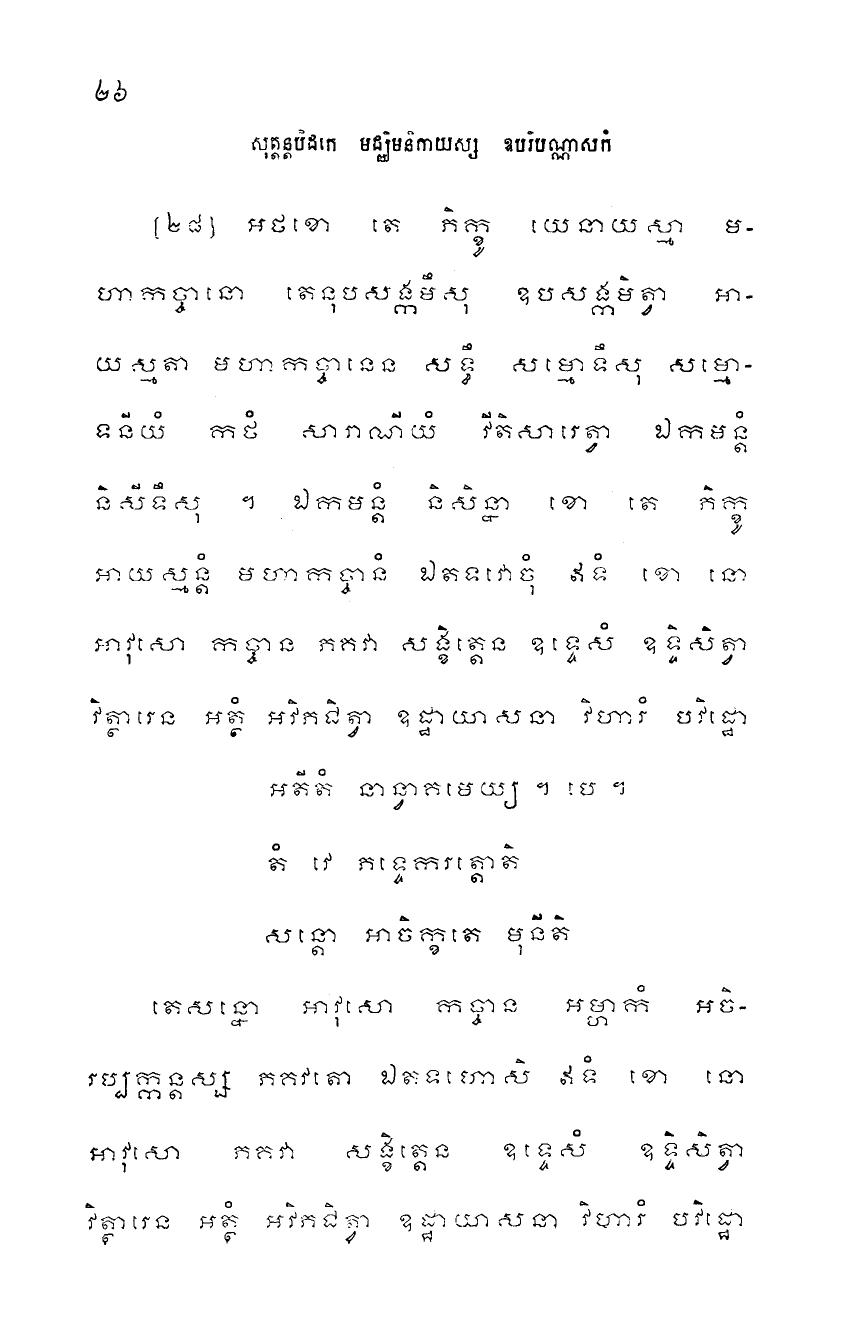 ២៦
សុត្តន្តបិដកេ មជ្ឈិមនិកាយស្ស ឧបរិបណ្ណាសកំ
[២៨] អថខោ តេ ភិក្ខូ យេនាយស្មា ម-
ហាកច្ចានោ តេនុបសង្កមឹសុ ឧបសង្កមិត្វា អា-
យស្មតា មហាកច្ចានេន សទ្ធឹ សម្មោទឹសុ សម្មោ-
ទនីយំ កថំ សារាណីយំ វីតិសារេត្វា ឯកមន្តំ
និសីទឹសុ ។ ឯកមន្តំ និសិន្នា ខោ តេ ភិក្ខូ
អាយស្មន្តំ មហាកច្ចានំ ឯតទវោចុំ ឥទំ ខោ នោ
អាវុសោ កច្ចាន ភគវា សង្ខិត្តេន ឧទ្ទេសំ ឧទ្ទិសិត្វា
វិត្ថារេន អត្ថំ អវិភជិត្វា ឧដ្ឋាយាសនា វិហារំ បវិដ្ឋោ
អតីតំ នាន្វាគមេយ្យ ។ បេ ។
តំ វេ ភទ្ទេករត្តោតិ
សន្តោ អាចិក្ខតេ មុនីតិ
តេសន្នោ អាវុសោ កច្ចាន អម្ហាកំ អចិ-
រប្បក្កន្តស្ស ភគវតោ ឯតទហោសិ ឥទំ ខោ នោ
អាវុសោ ភគវា សង្ខិត្តេន ឧទ្ទេសំ ឧទ្ទិសិត្វា
វិត្ថារេន អត្ថំ អវិភជិត្វា ឧដ្ឋាយាសនា វិហារំ បវិដ្ឋោ